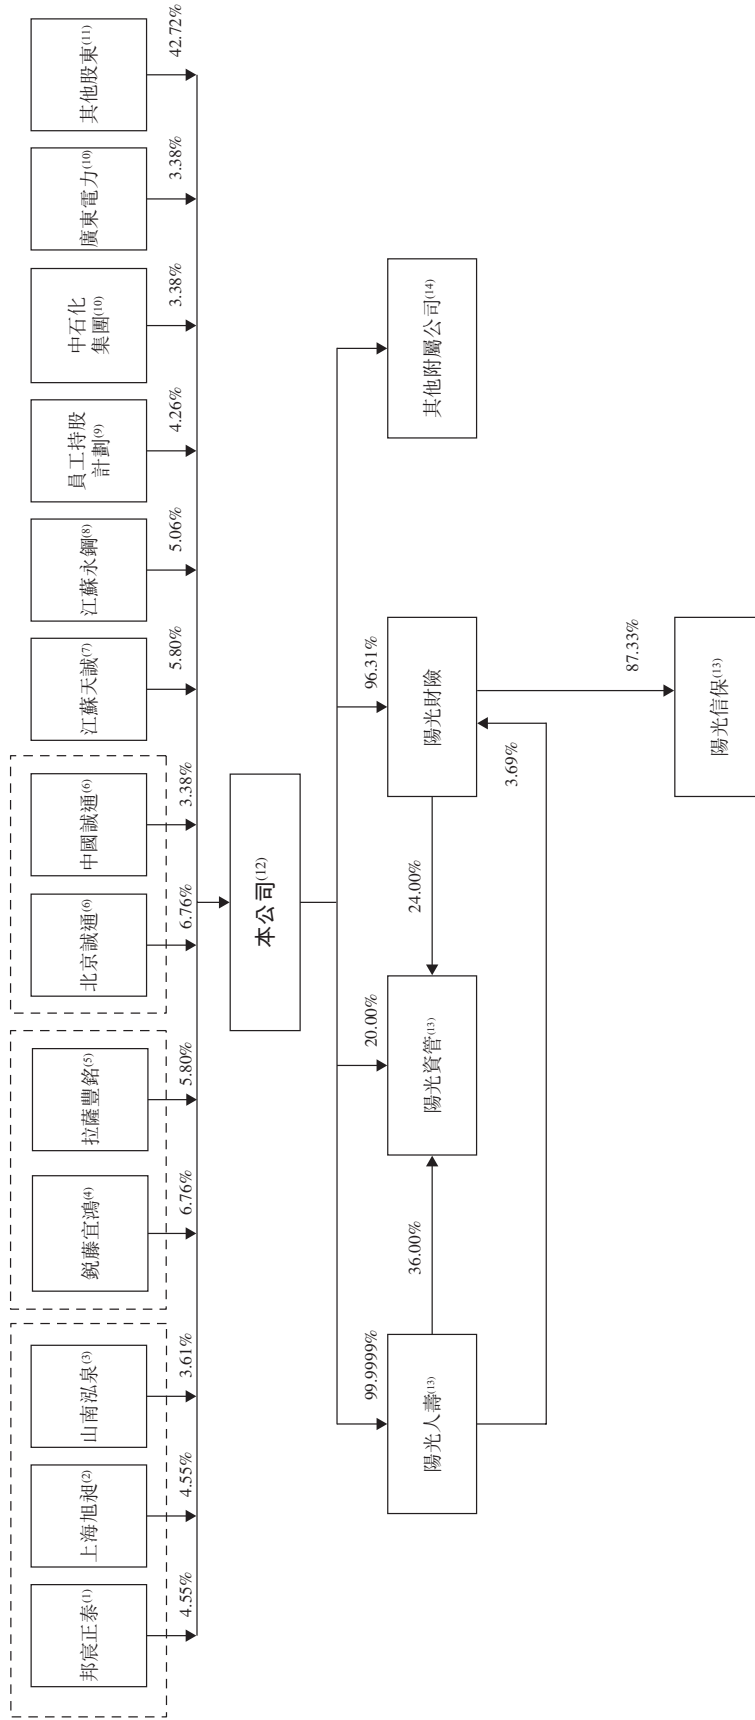 邦宸正泰(1)
上海旭昶(2)
山南泓泉(3)
銳藤宜鴻(4)
拉薩豐銘(5)
北京誠通(6)
中國誠通(6)
江蘇天誠(7)
江蘇永鋼(8)
員工持股
計劃(9)
中石化
集團(10)
廣東電力(10)
其他股東(11)
4.55%
4.55%
3.61%
6.76%
5.80%
6.76%
3.38%
5.80%
5.06%
4.26%
3.38%
3.38%
42.72%
本公司(12)
99.9999%
20.00%
96.31%
陽光人壽(13)
36.00%
陽光資管(13)
24.00%
陽光財險
其他附屬公司(14)
3.69%
87.33%
陽光信保(13)